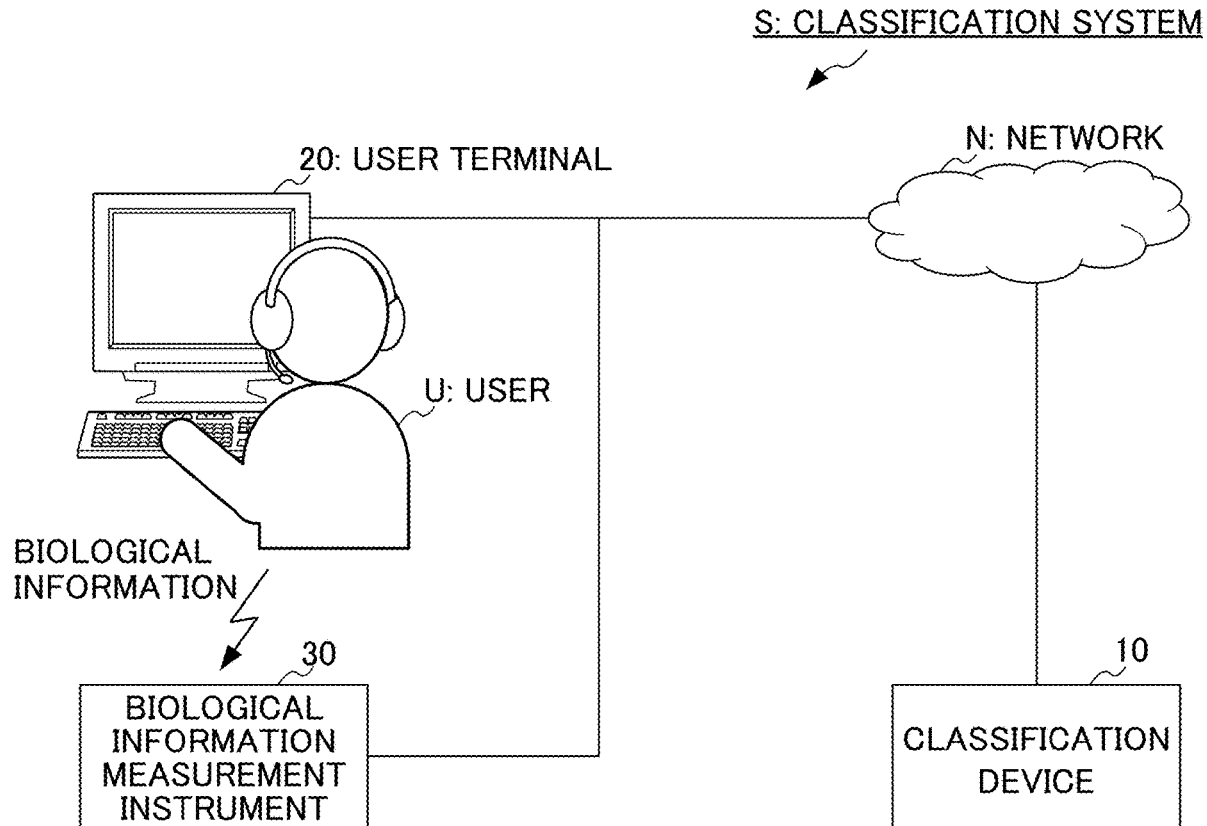 S: CLASSIFICATION SYSTEM
N: NETWORK
20: USER TERMINAL
U: USER
BIOLOGICAL
INFORMATION
30
BIOLOGICAL
INFORMATION
MEASUREMENT
INSTRUMENT
10
CLASSIFICATION
DEVICE